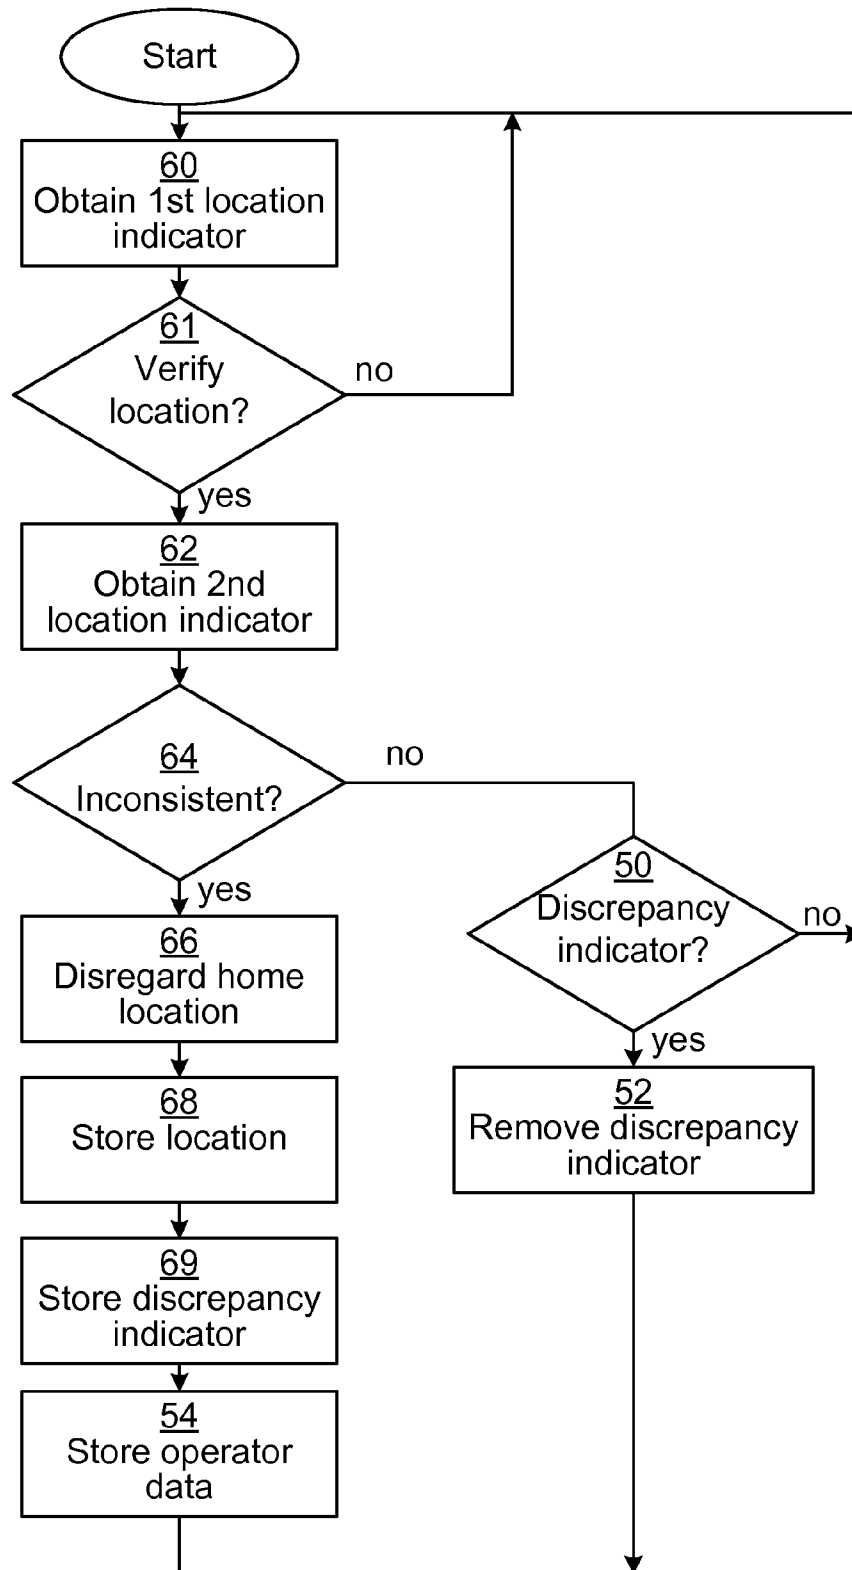 Start
60
Obtain 1st location
indicator
61
Verify
location?
no
yes
62
Obtain 2nd
location indicator
64
Inconsistent?
no
yes
50
Discrepancy
indicator?
no
yes
66
Disregard home
location
52
Remove discrepancy
indicator
68
Store location
69
Store discrepancy
indicator
54
Store operator
data